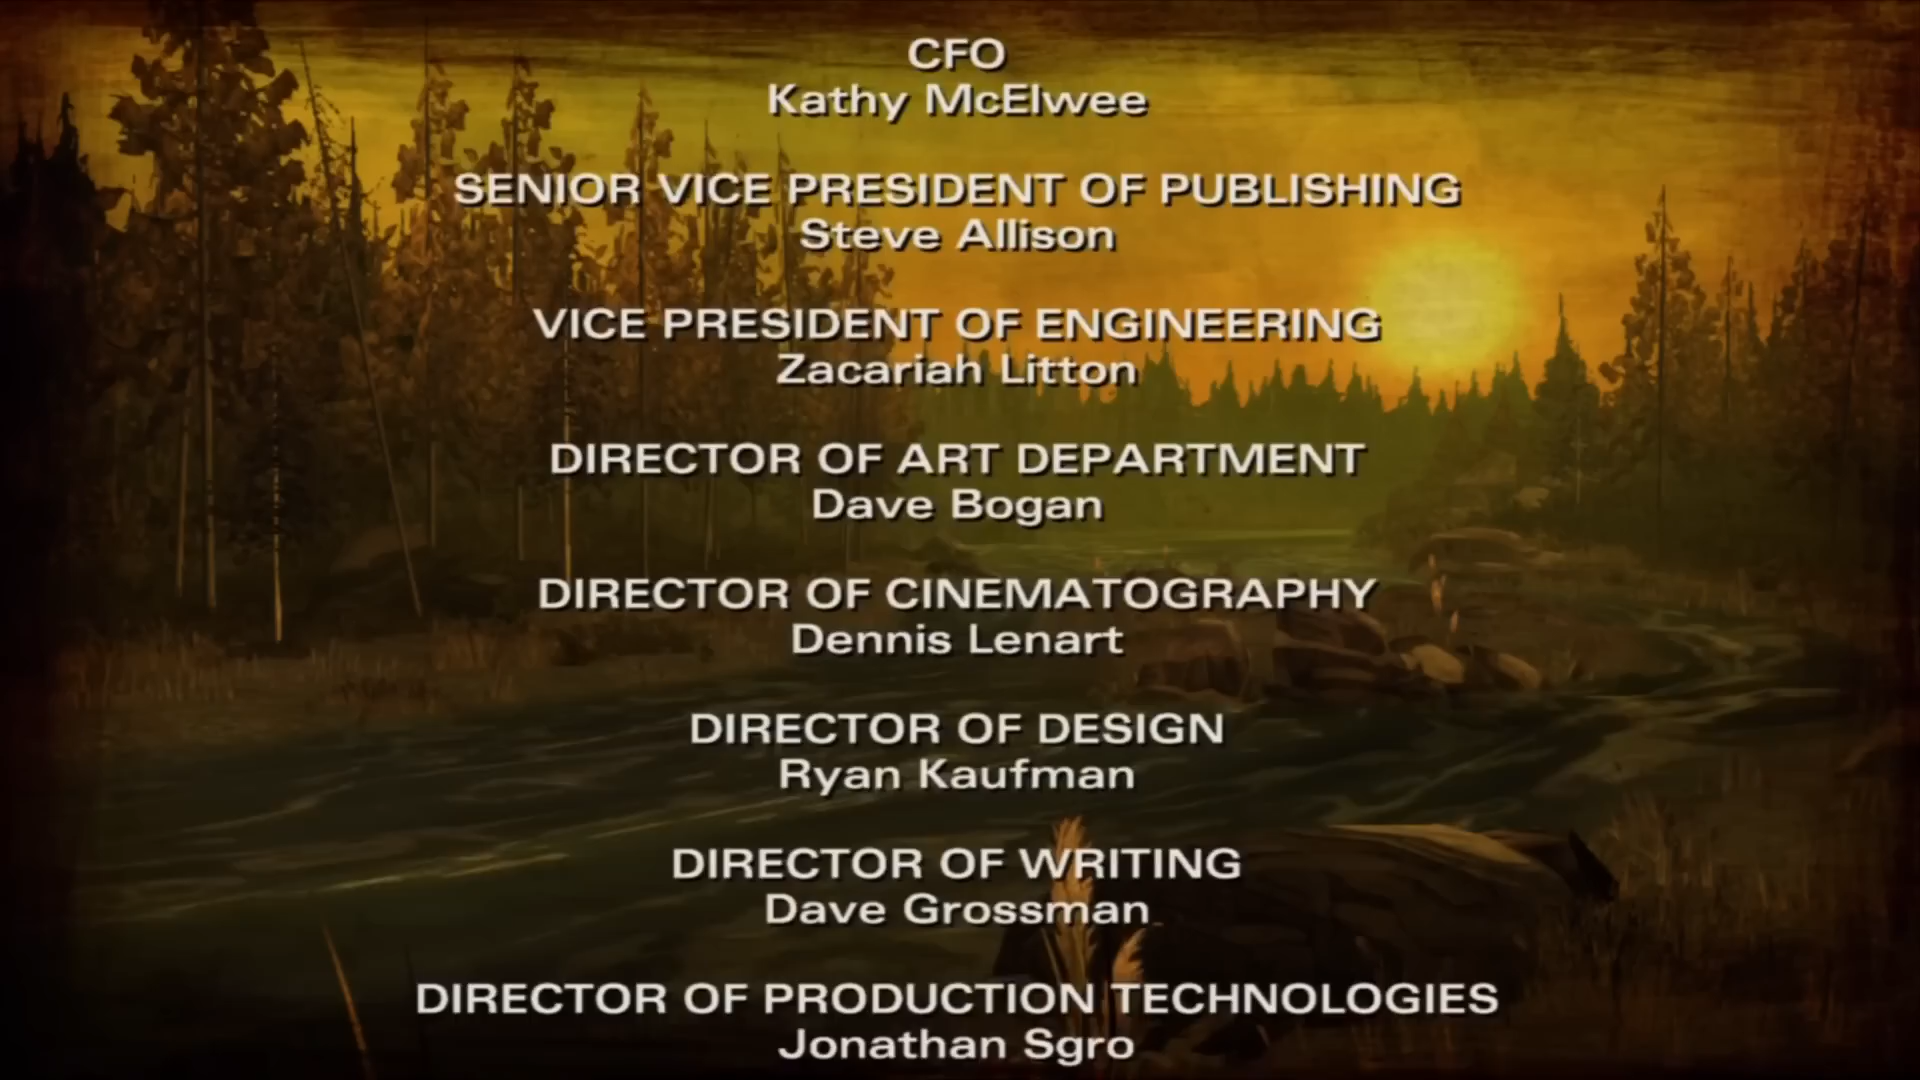 CFO
Kathy McElwee
SENIOR VICE PRESIDENT OF PUBLISHING
Steve Allison
VICE PRESIDENT OF ENGINEERING
Zacariah Litton
DIRECTOR OF ART DEPARTMENT
Dave Bogan
DIRECTOR OF CINEMATOGRAPHY
Dennis Lenart
DIRECTOR OF DESIGN
Ryan Kaufman
DIRECTOR OF WRITING
Dave Grossman
DIRECTOR OF PRODUCTION TECHNOLOGIES
Jonathan Sgro